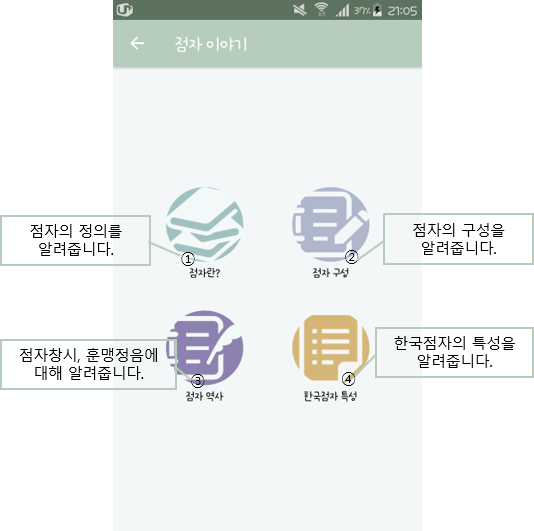 37% 21:05
점자 이야기
점자의 정의를
알려줍니다.
①
점자란?
점자의 구성을
알려줍니다.
②
점자 구성
점자창시, 훈맹정음에
대해 알려줍니다.
③
점자 역사
한국점자의 특성을
알려줍니다.
④
한국점자 특성